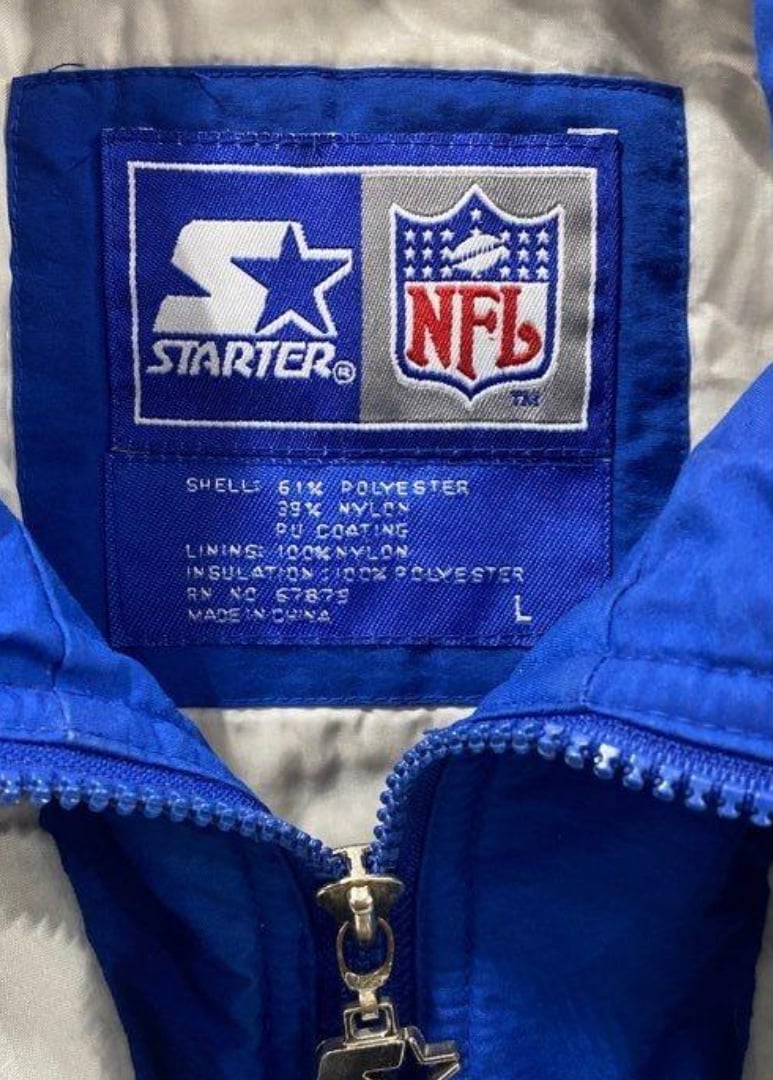 STARTER®
NFL
TM
SHELL: 61% POLYESTER
39% NYLON
PU COATING
LINING: 100% NYLON
INSULATION: 100% POLYESTER
RN NO 67879
MADE IN CHINA
L